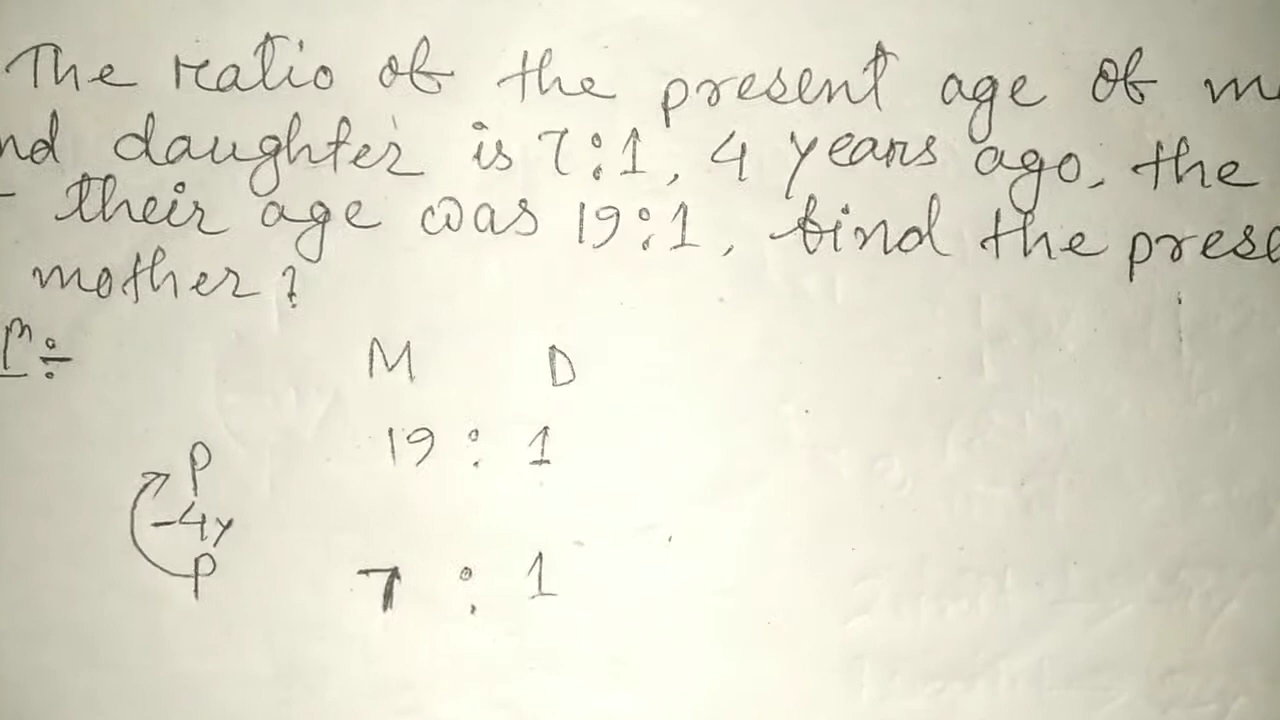 The ratio of the present age of m
nd daughter is 7:1, 4 years ago, the
their age was 19:1, find the prese
mother?
M D
P 19 : 1
-4y
P 7 : 1